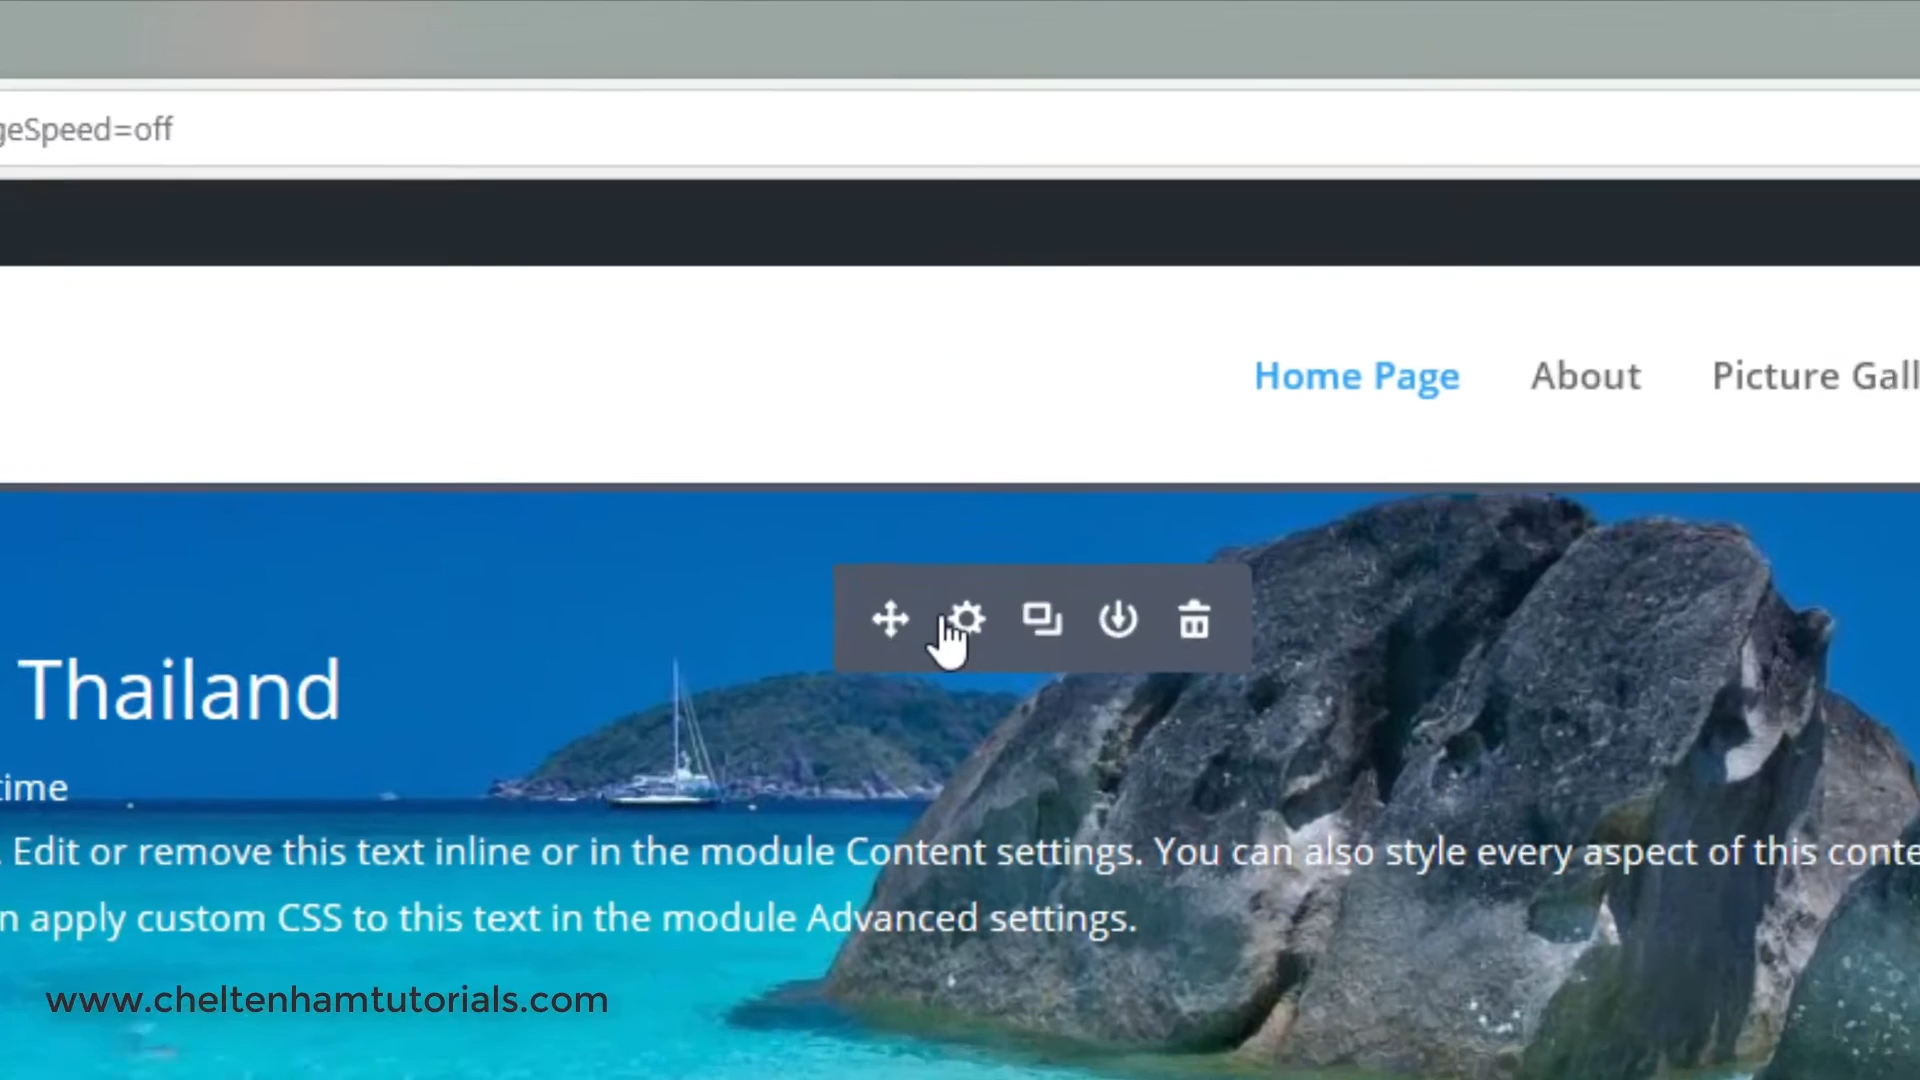 geSpeed=off
Home Page About Picture Gall
Thailand
time
. Edit or remove this text inline or in the module Content settings. You can also style every aspect of this conte
n apply custom CSS to this text in the module Advanced settings.
www.cheltenhamtutorials.com